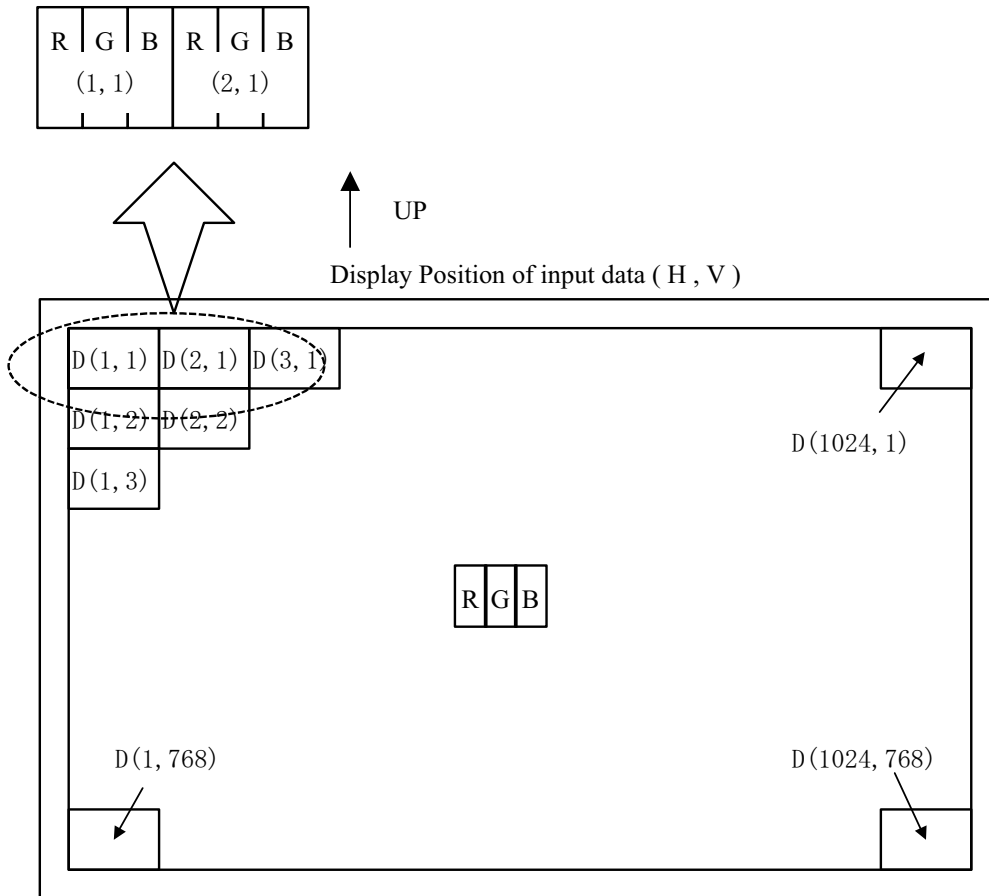 R G B R G B
(1,1) (2,1)
UP
Display Position of input data ( H , V )
D(1,1) D(2,1) D(3,1)
D(1,2) D(2,2)
D(1024,1)
D(1,3)
R G B
D(1,768) D(1024,768)